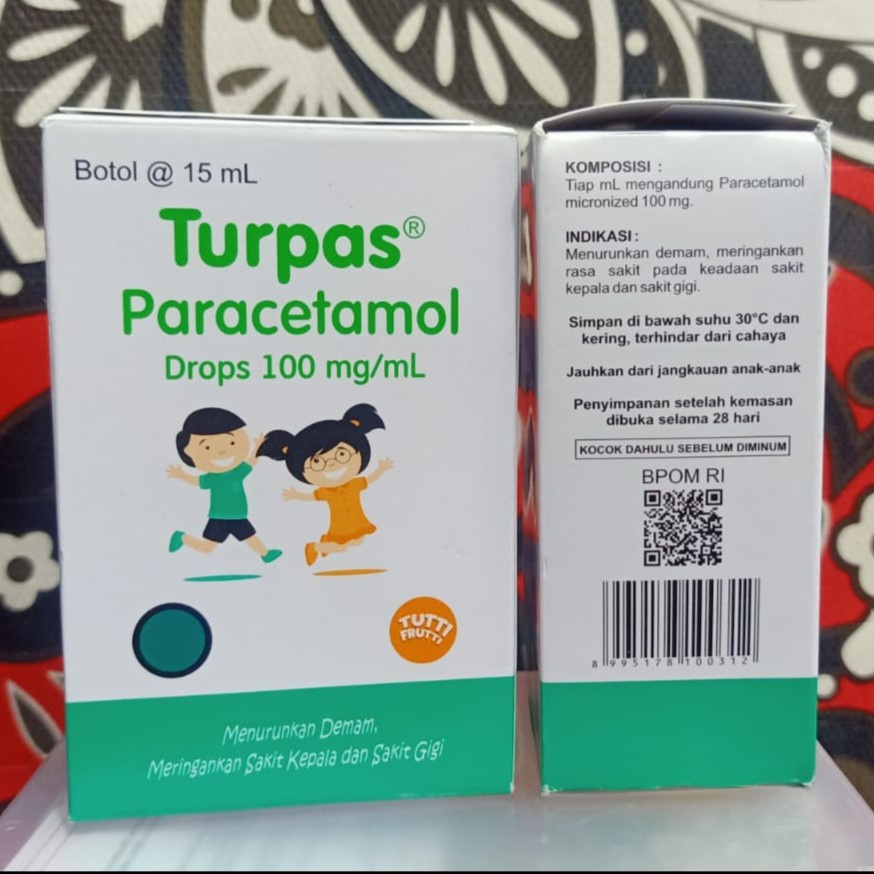 Botol @ 15 mL
Turpas®
Paracetamol
Drops 100 mg/mL
TUTTI
FRUTTI
Menurunkan Demam,
Meringankan Sakit Kepala dan Sakit Gigi
KOMPOSISI :
Tiap mL mengandung Paracetamol
micronized 100 mg.
INDIKASI :
Menurunkan demam, meringankan
rasa sakit pada keadaan sakit
kepala dan sakit gigi.
Simpan di bawah suhu 30°C dan
kering, terhindar dari cahaya
Jauhkan dari jangkauan anak-anak
Penyimpanan setelah kemasan
dibuka selama 28 hari
KOCOK DAHULU SEBELUM DIMINUM
BPOM RI
8 995178 100312